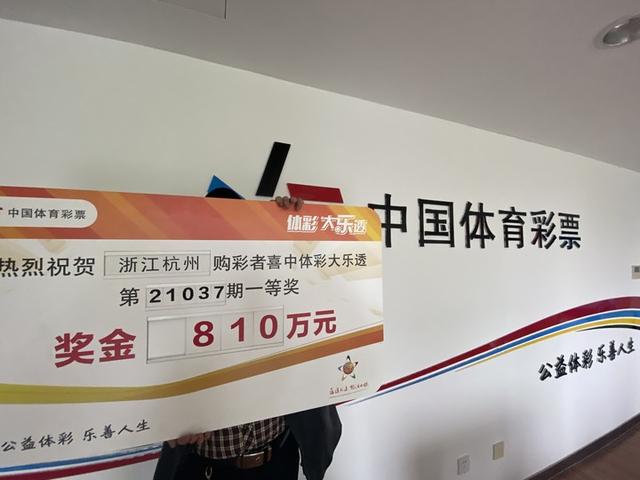 中国体育彩票
体彩 大乐透
热烈祝贺 浙江杭州 购彩者喜中体彩大乐透
第 21037 期一等奖
奖金 810 万元
公益体彩 乐善人生
中国体育彩票
公益体彩 乐善人生